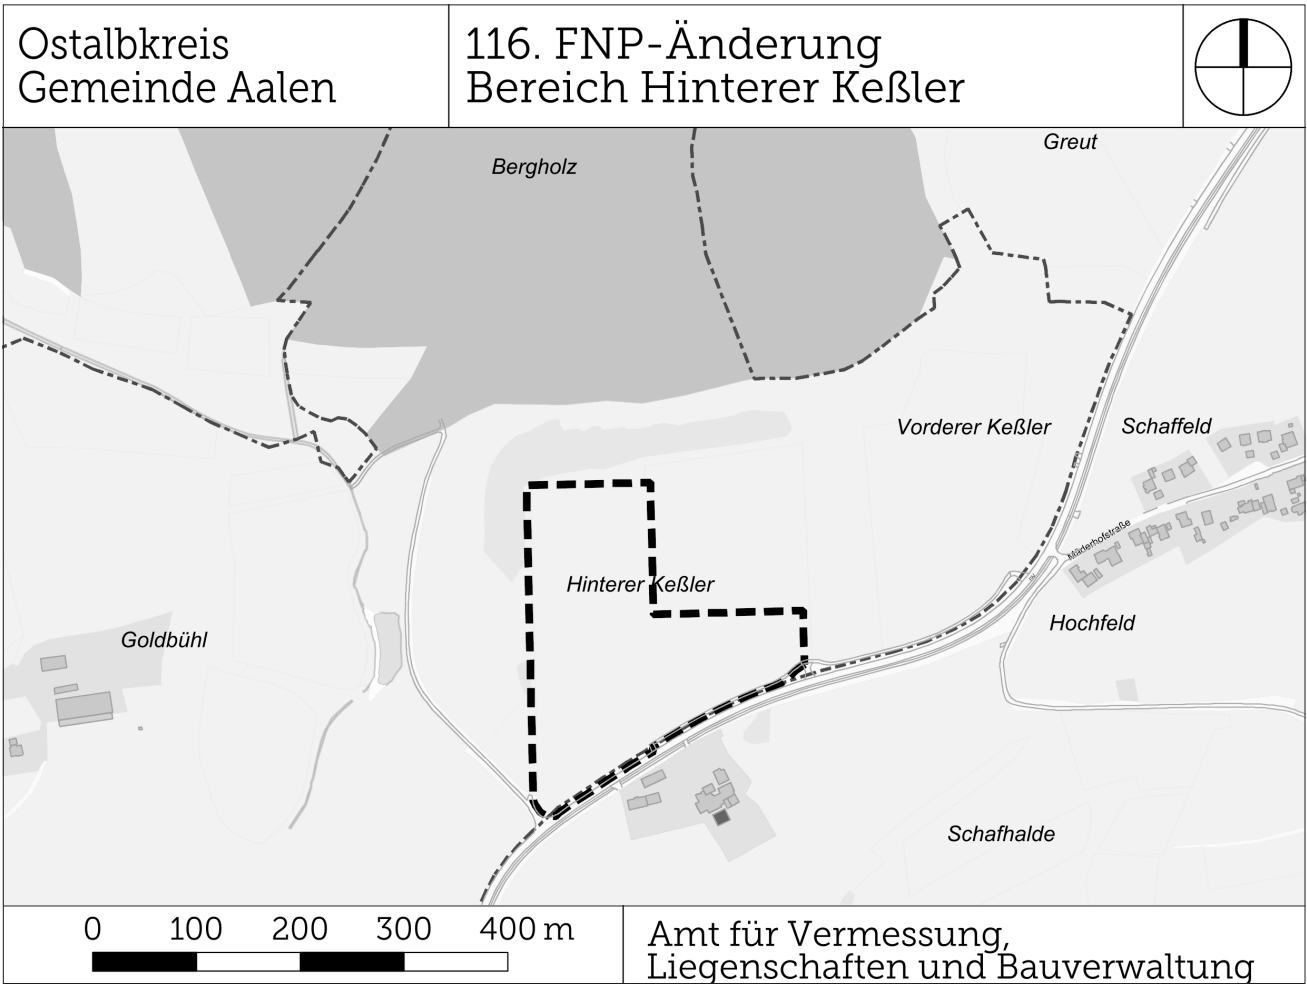 Ostalbkreis
Gemeinde Aalen
116. FNP-Änderung
Bereich Hinterer Keßler
Greut
Bergholz
Vorderer Keßler
Schaffeld
Mäderhofstraße
Hinterer Keßler
Hochfeld
Goldbühl
Schafhalde
0 100 200 300 400 m
Amt für Vermessung,
Liegenschaften und Bauverwaltung